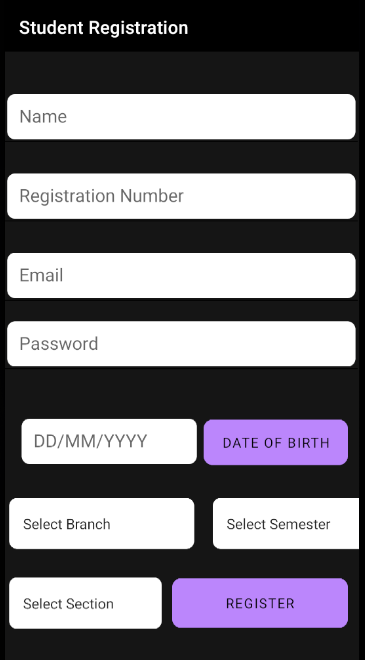 Student Registration
Name
Registration Number
Email
Password
DD/MM/YYYY
DATE OF BIRTH
Select Branch
Select Semester
Select Section
REGISTER